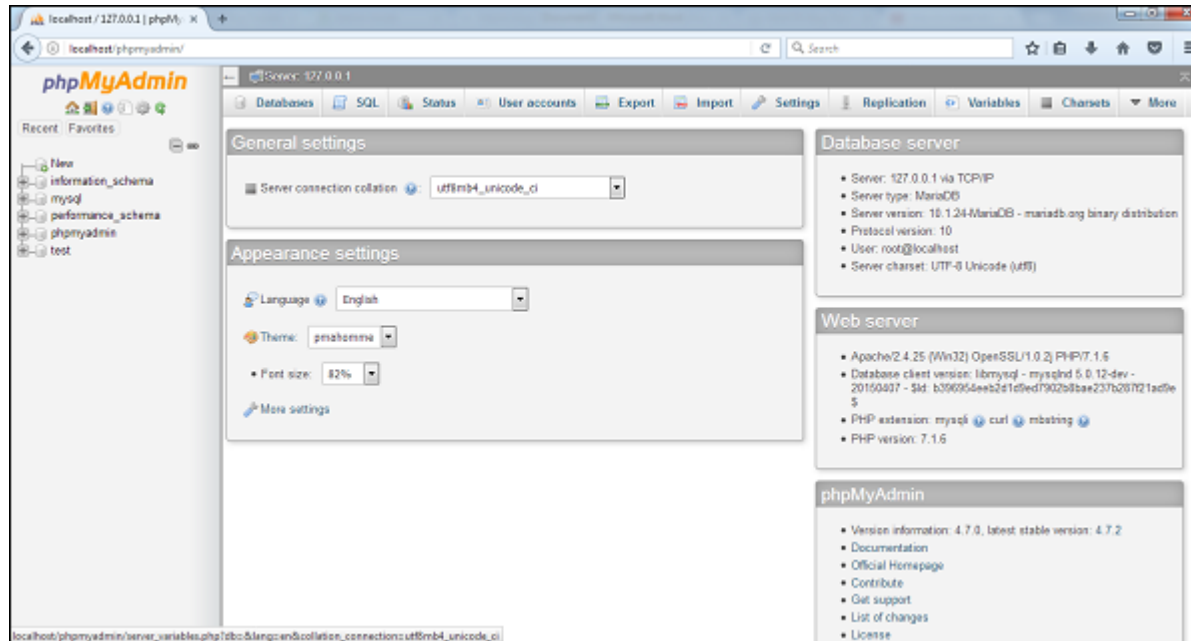 localhost / 127.0.0.1 | phpMy
localhost/phpmyadmin/
Search
phpMyAdmin
Recent Favorites
New
information_schema
mysql
performance_schema
phpmyadmin
test
Server: 127.0.0.1
Databases SQL Status User accounts Export Import Settings Replication Variables Charsets More
General settings
Server connection collation : utf8mb4_unicode_ci
Appearance settings
Language English
Theme: pmahomme
Font size: 82%
More settings
Database server
Server: 127.0.0.1 via TCP/IP
Server type: MariaDB
Server version: 10.1.24-MariaDB - mariadb.org binary distribution
Protocol version: 10
User: root@localhost
Server charset: UTF-8 Unicode (utf8)
Web server
Apache/2.4.25 (Win32) OpenSSL/1.0.2j PHP/7.1.6
Database client version: libmysql - mysqlnd 5.0.12-dev -
20150407 - $Id:
$
PHP extension: mysqli curl mbstring
PHP version: 7.1.6
phpMyAdmin
Version information: 4.7.0, latest stable version: 4.7.2
Documentation
Official Homepage
Contribute
Get support
List of changes
License
localhost/phpmyadmin/server_variables.php?db=&lang=en&collation_connection=utf8mb4_unicode_ci